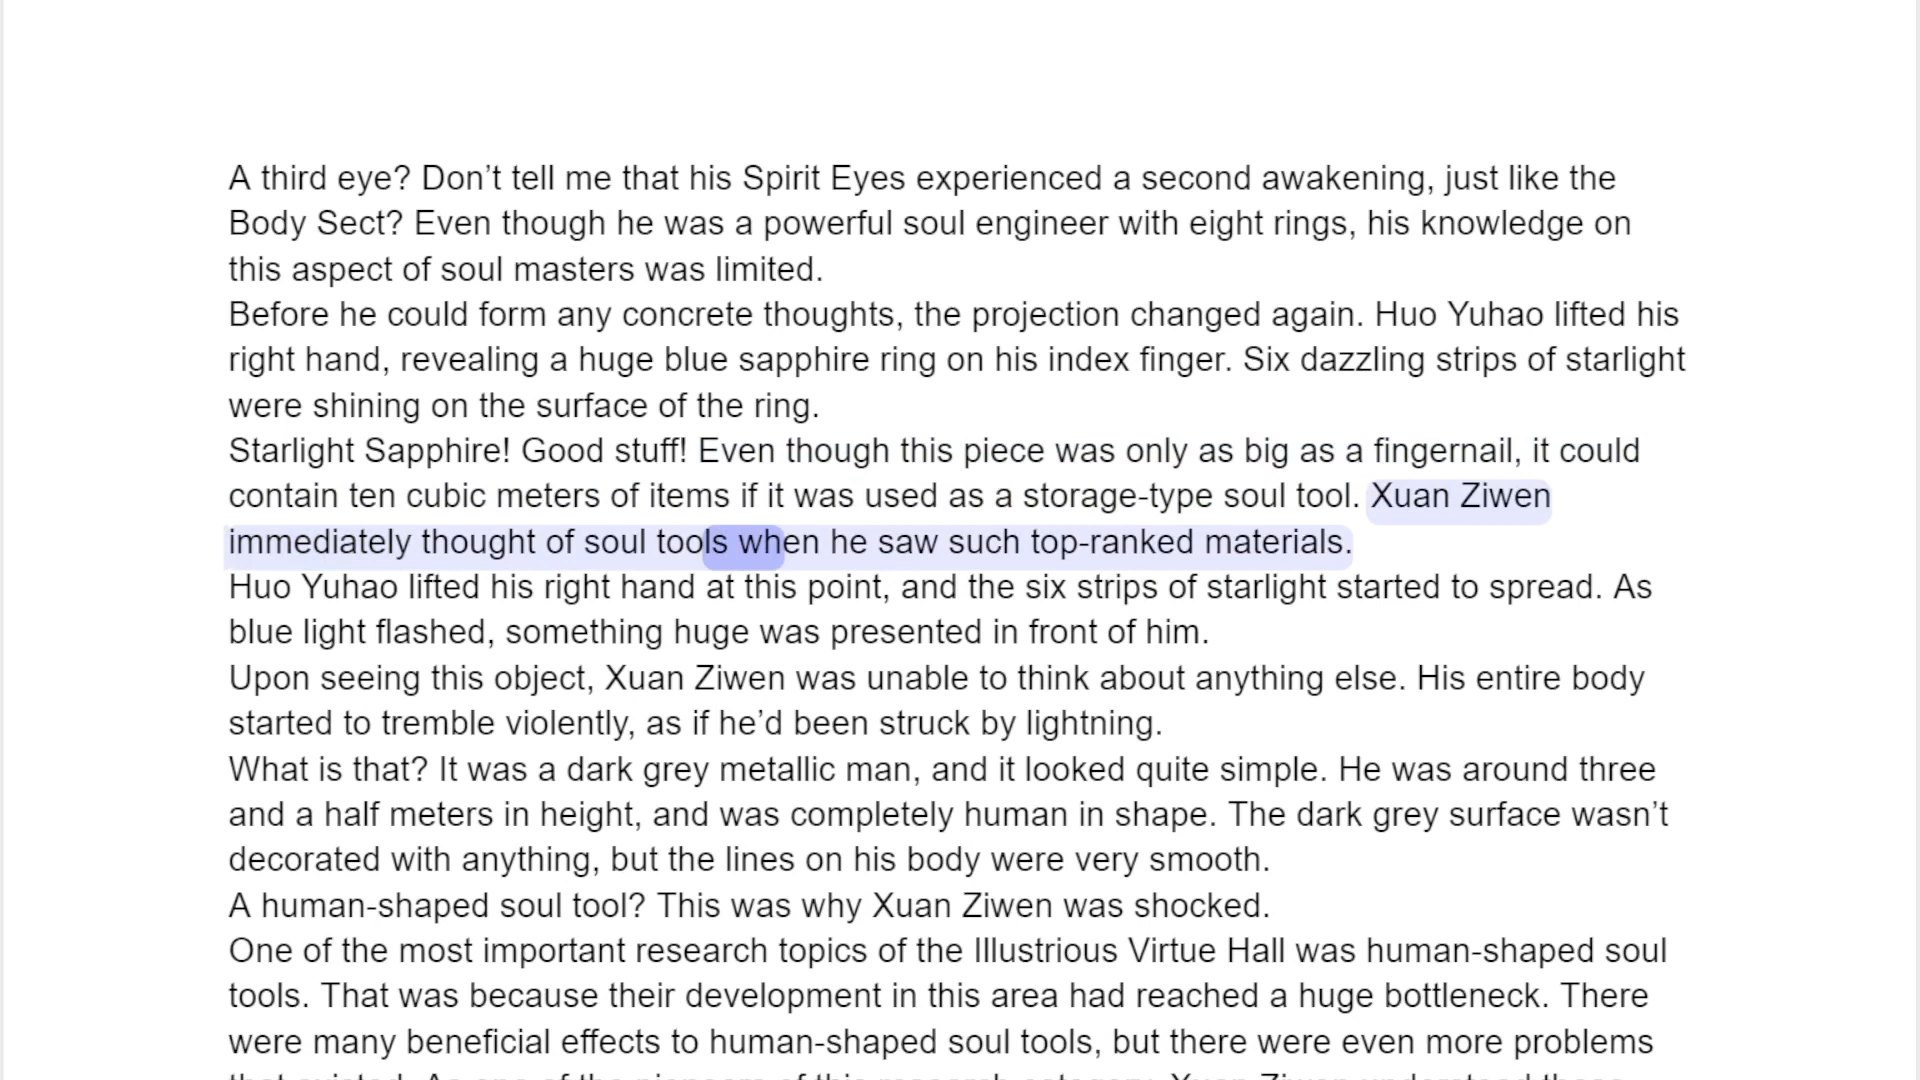 A third eye? Don’t tell me that his Spirit Eyes experienced a second awakening, just like the
Body Sect? Even though he was a powerful soul engineer with eight rings, his knowledge on
this aspect of soul masters was limited.
Before he could form any concrete thoughts, the projection changed again. Huo Yuhao lifted his
right hand, revealing a huge blue sapphire ring on his index finger. Six dazzling strips of starlight
were shining on the surface of the ring.
Starlight Sapphire! Good stuff! Even though this piece was only as big as a fingernail, it could
contain ten cubic meters of items if it was used as a storage-type soul tool. Xuan Ziwen
immediately thought of soul tools when he saw such top-ranked materials.
Huo Yuhao lifted his right hand at this point, and the six strips of starlight started to spread. As
blue light flashed, something huge was presented in front of him.
Upon seeing this object, Xuan Ziwen was unable to think about anything else. His entire body
started to tremble violently, as if he’d been struck by lightning.
What is that? It was a dark grey metallic man, and it looked quite simple. He was around three
and a half meters in height, and was completely human in shape. The dark grey surface wasn’t
decorated with anything, but the lines on his body were very smooth.
A human-shaped soul tool? This was why Xuan Ziwen was shocked.
One of the most important research topics of the Illustrious Virtue Hall was human-shaped soul
tools. That was because their development in this area had reached a huge bottleneck. There
were many beneficial effects to human-shaped soul tools, but there were even more problems